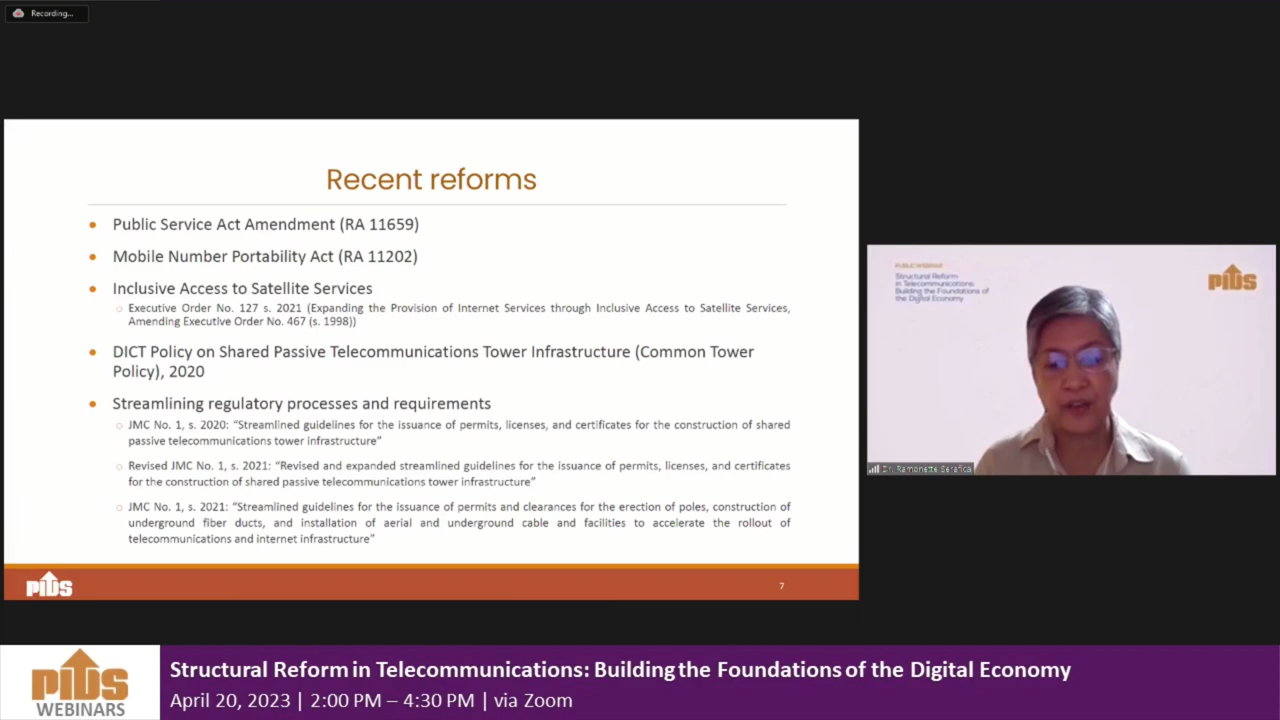 Recording...
Recent reforms
• Public Service Act Amendment (RA 11659)
• Mobile Number Portability Act (RA 11202)
• Inclusive Access to Satellite Services
○ Executive Order No. 127 s. 2021 (Expanding the Provision of Internet Services through Inclusive Access to Satellite Services,
Amending Executive Order No. 467 (s. 1998))
• DICT Policy on Shared Passive Telecommunications Tower Infrastructure (Common Tower
Policy), 2020
• Streamlining regulatory processes and requirements
○ JMC No. 1, s. 2020: “Streamlined guidelines for the issuance of permits, licenses, and certificates for the construction of shared
passive telecommunications tower infrastructure”
○ Revised JMC No. 1, s. 2021: “Revised and expanded streamlined guidelines for the issuance of permits, licenses, and certificates
for the construction of shared passive telecommunications tower infrastructure”
○ JMC No. 1, s. 2021: “Streamlined guidelines for the issuance of permits and clearances for the erection of poles, construction of
underground fiber ducts, and installation of aerial and underground cable and facilities to accelerate the rollout of
telecommunications and internet infrastructure”
PIDS
7
PUBLIC WEBINAR
Structural Reform
in Telecommunications:
Building the Foundations of
the Digital Economy
PIDS
Dr. Ramonette Serafica
PIDS
WEBINARS
Structural Reform in Telecommunications: Building the Foundations of the Digital Economy
April 20, 2023 | 2:00 PM – 4:30 PM | via Zoom